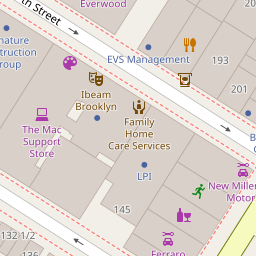 Everwood
th Street
nature
truction
roup
EVS Management
193
201
Ibeam
Brooklyn
Family
Home
Care Services
The Mac
Support
Store
LPI
New Mille
Motor
145
132 1/2
Ferraro
B